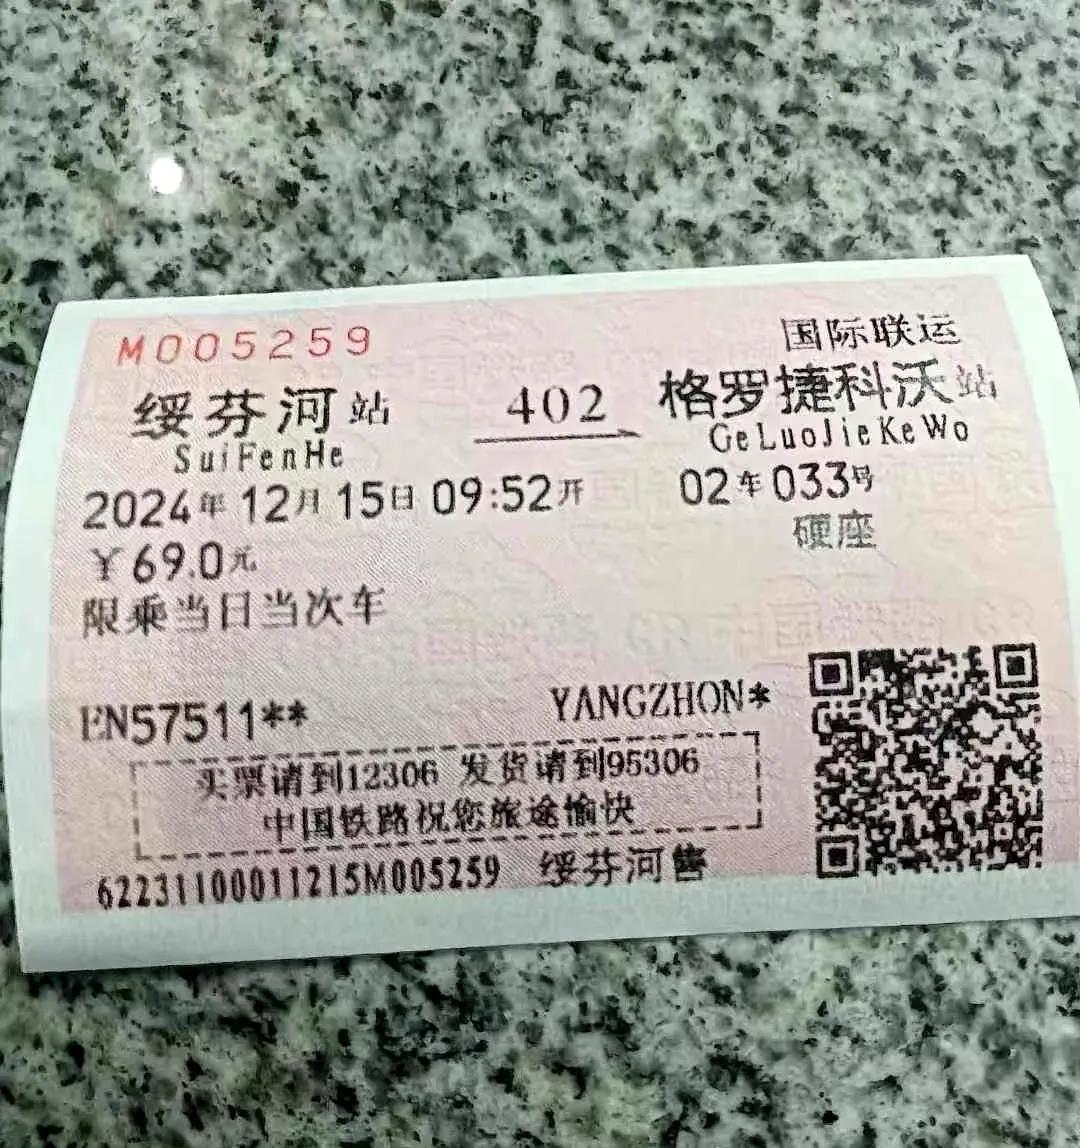 M005259
国际联运
绥芬河站 402 格罗捷科沃站
SuiFenHe GeLuoJieKeWo
2024年12月15日09:52开 02车033号
¥69.0元 硬座
限乘当日当次车
EN57511** YANGZHON*
买票请到12306 发货请到95306
中国铁路祝您旅途愉快
62231100011215M005259 绥芬河售